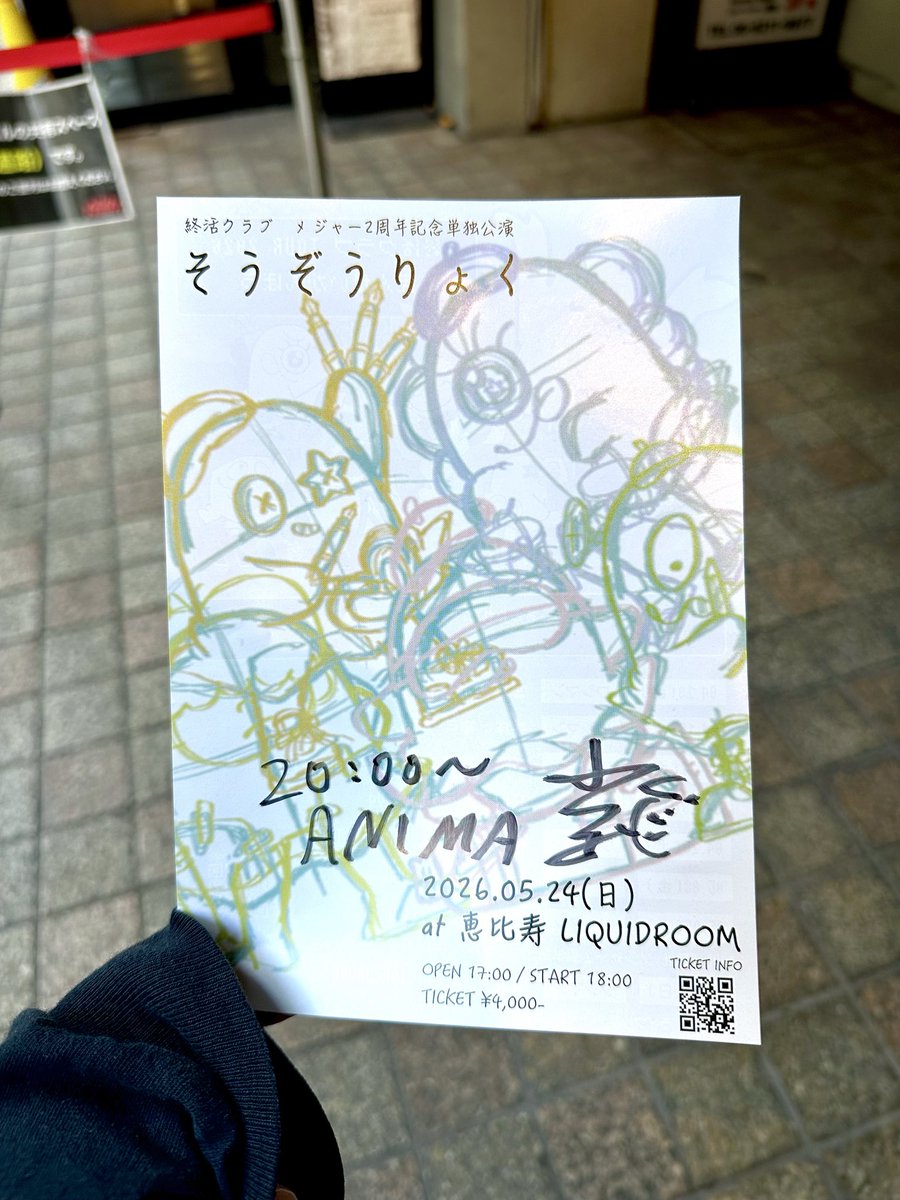 終活クラブ メジャー2周年記念単独公演
そうぞうりょく
20:00～
ANIMA
2026.05.24(日)
at 恵比寿 LIQUIDROOM
TICKET INFO
OPEN 17:00 / START 18:00
TICKET ¥4,000-